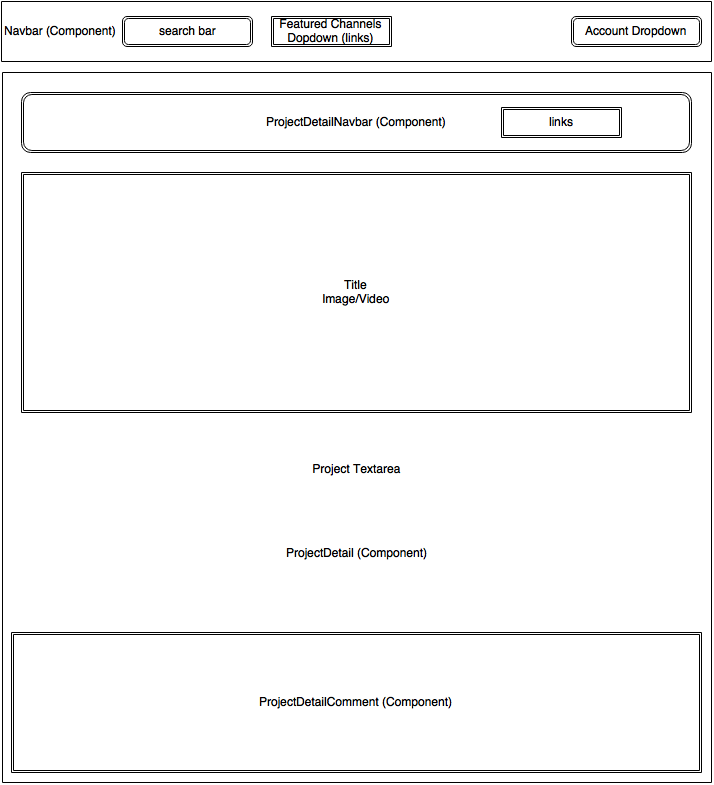 Navbar (Component)
search bar
Featured Channels
Dopdown (links)
Account Dropdown
ProjectDetailNavbar (Component)
links
Title
Image/Video
Project Textarea
ProjectDetail (Component)
ProjectDetailComment (Component)